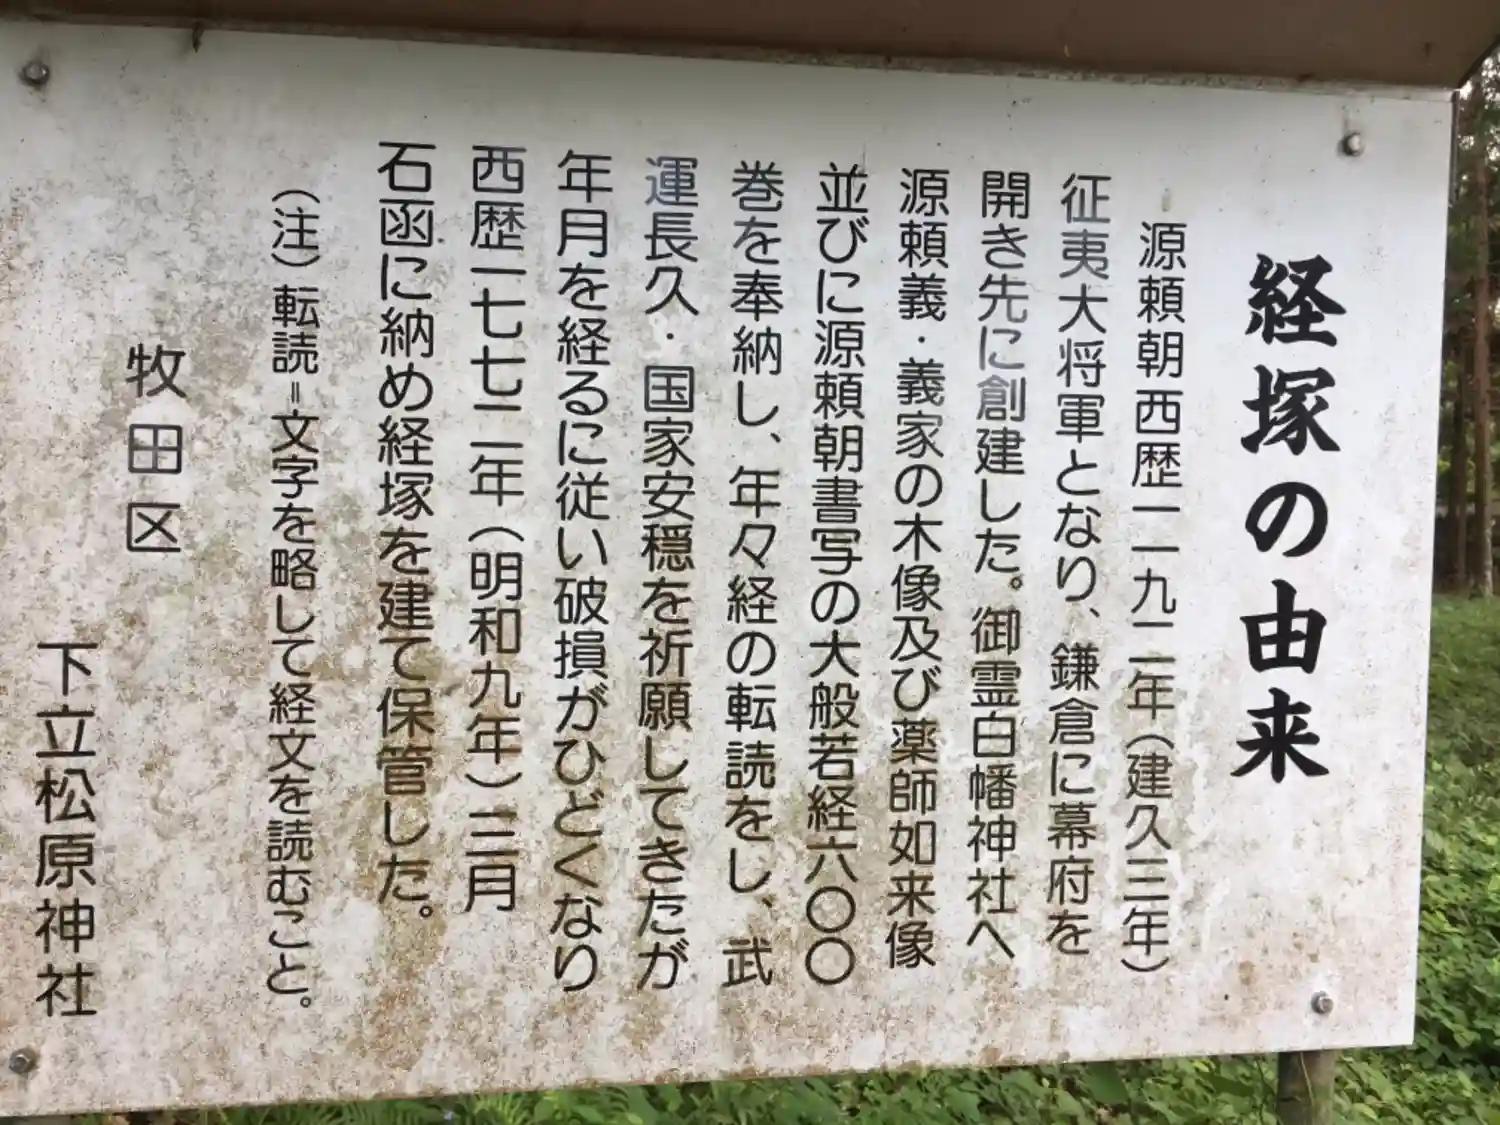 経塚の由来
源頼朝西歴一一九二年（建久三年）
征夷大将軍となり、鎌倉に幕府を
開き先に創建した。御霊白幡神社へ
源頼義・義家の木像及び薬師如来像
並びに源頼朝書写の大般若経六〇〇
巻を奉納し、年々経の転読をし、武
運長久・国家安穏を祈願してきたが
年月を経るに従い破損がひどくなり
西歴一七七二年（明和九年）二月
石函に納め経塚を建て保管した。
（注）転読＝文字を略して経文を読むこと。
牧田区
下立松原神社